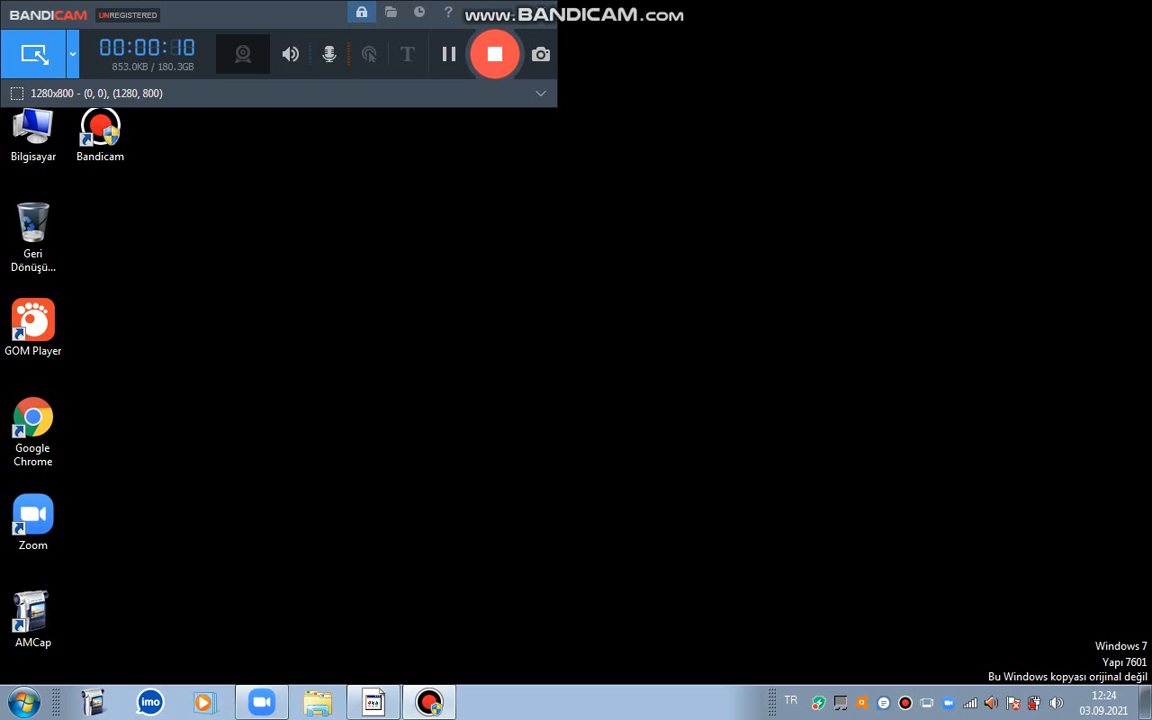 BANDICAM UNREGISTERED
www.BANDICAM.com
00:00:10
853.0KB / 180.3GB
1280x800 - (0, 0), (1280, 800)
Bilgisayar
Bandicam
Geri
Dönüşü...
GOM Player
Google
Chrome
Zoom
AMCap
Windows 7
Yapı 7601
Bu Windows kopyası orijinal değil
imo
TR
12:24
03.09.2021